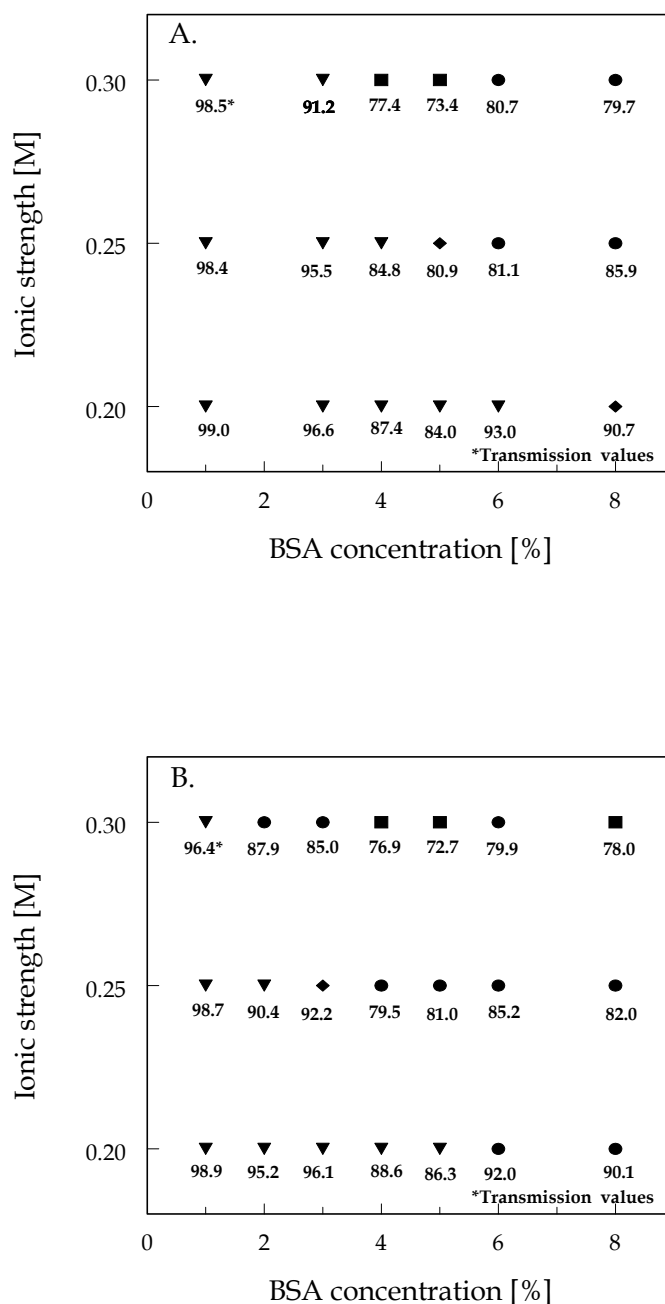 A.
0.30
98.5* 91.2 77.4 73.4 80.7 79.7
Ionic strength [M]
0.25
98.4 95.5 84.8 80.9 81.1 85.9
0.20
99.0 96.6 87.4 84.0 93.0 90.7
*Transmission values
0 2 4 6 8
BSA concentration [%]
B.
0.30
96.4* 87.9 85.0 76.9 72.7 79.9 78.0
Ionic strength [M]
0.25
98.7 90.4 92.2 79.5 81.0 85.2 82.0
0.20
98.9 95.2 96.1 88.6 86.3 92.0 90.1
*Transmission values
0 2 4 6 8
BSA concentration [%]